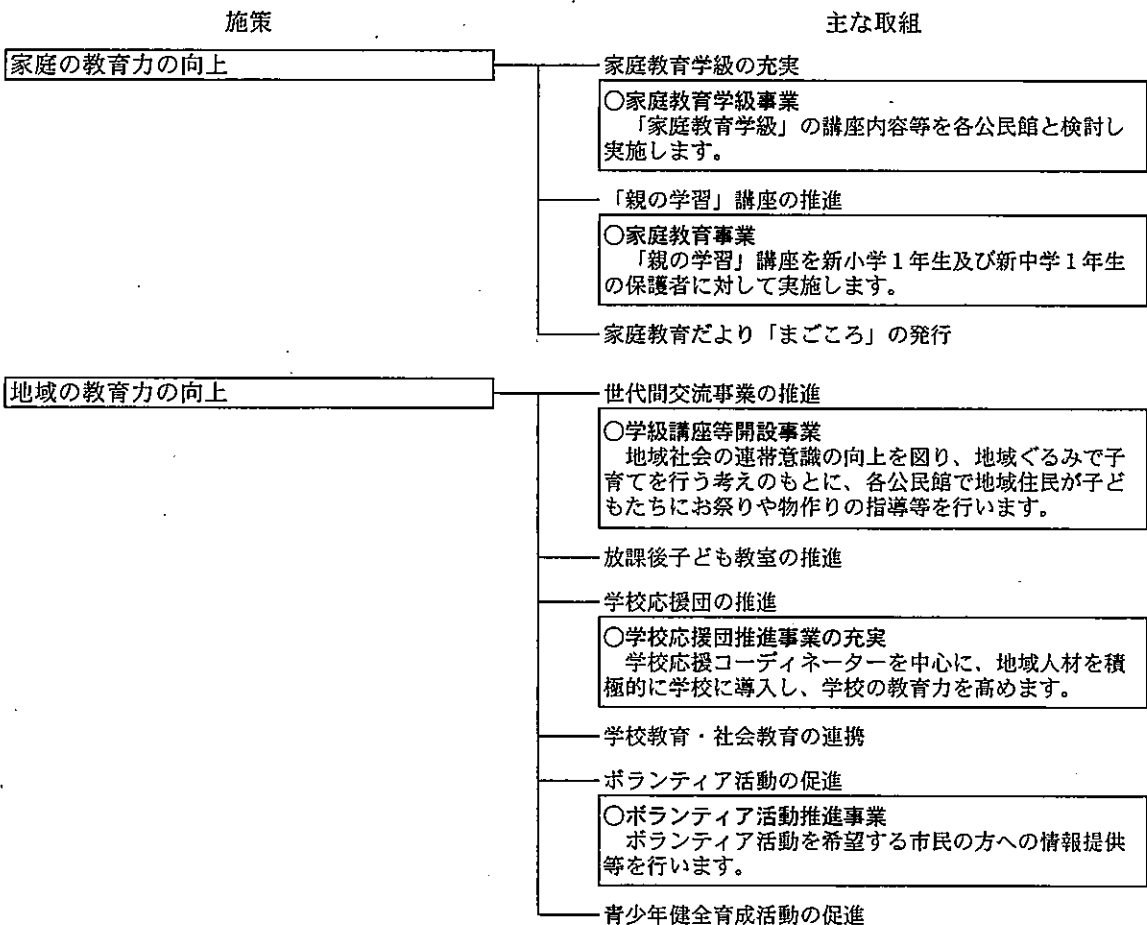 施策
主な取組
家庭の教育力の向上
家庭教育学級の充実
○家庭教育学級事業
「家庭教育学級」の講座内容等を各公民館と検討し
実施します。
「親の学習」講座の推進
○家庭教育事業
「親の学習」講座を新小学１年生及び新中学１年生
の保護者に対して実施します。
家庭教育だより「まごころ」の発行
地域の教育力の向上
世代間交流事業の推進
○学級講座等開設事業
地域社会の連帯意識の向上を図り、地域ぐるみで子
育てを行う考えのもとに、各公民館で地域住民が子ど
もたちにお祭りや物作りの指導等を行います。
放課後子ども教室の推進
学校応援団の推進
○学校応援団推進事業の充実
学校応援コーディネーターを中心に、地域人材を積
極的に学校に導入し、学校の教育力を高めます。
学校教育・社会教育の連携
ボランティア活動の促進
○ボランティア活動推進事業
ボランティア活動を希望する市民の方への情報提供
等を行います。
青少年健全育成活動の促進